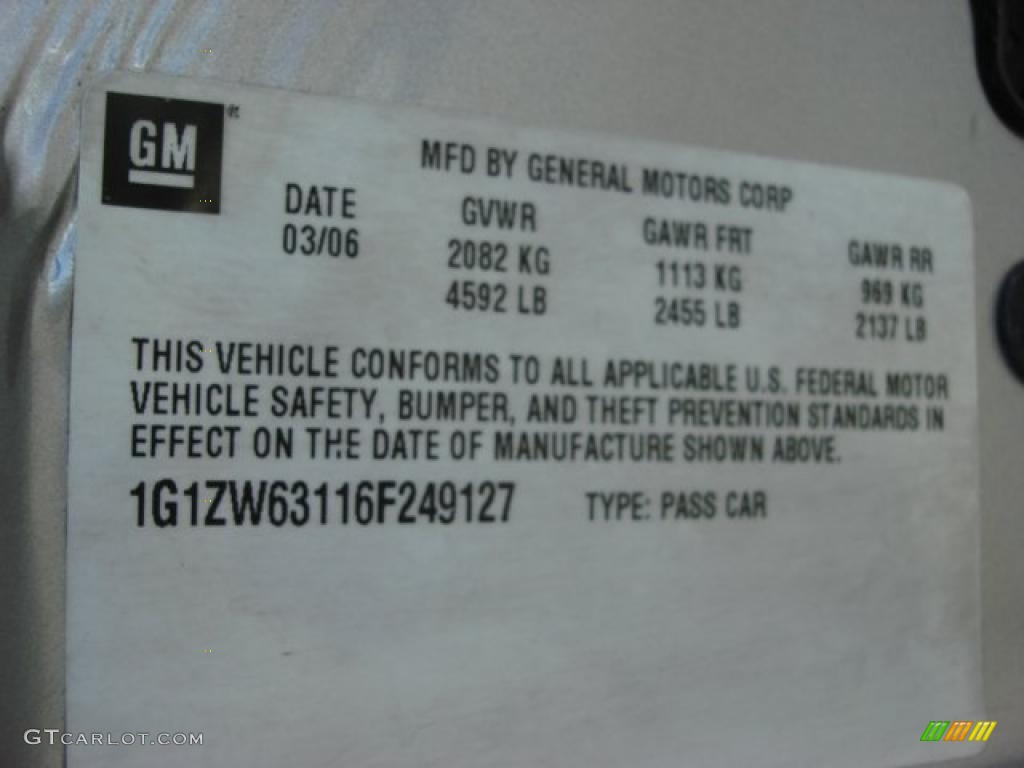 GM
MFD BY GENERAL MOTORS CORP
DATE GVWR GAWR FRT GAWR RR
03/06 2082 KG 1113 KG 969 KG
4592 LB 2455 LB 2137 LB
THIS VEHICLE CONFORMS TO ALL APPLICABLE U.S. FEDERAL MOTOR
VEHICLE SAFETY, BUMPER, AND THEFT PREVENTION STANDARDS IN
EFFECT ON THE DATE OF MANUFACTURE SHOWN ABOVE.
1G1ZW63116F249127 TYPE: PASS CAR
GTCARLOT.COM